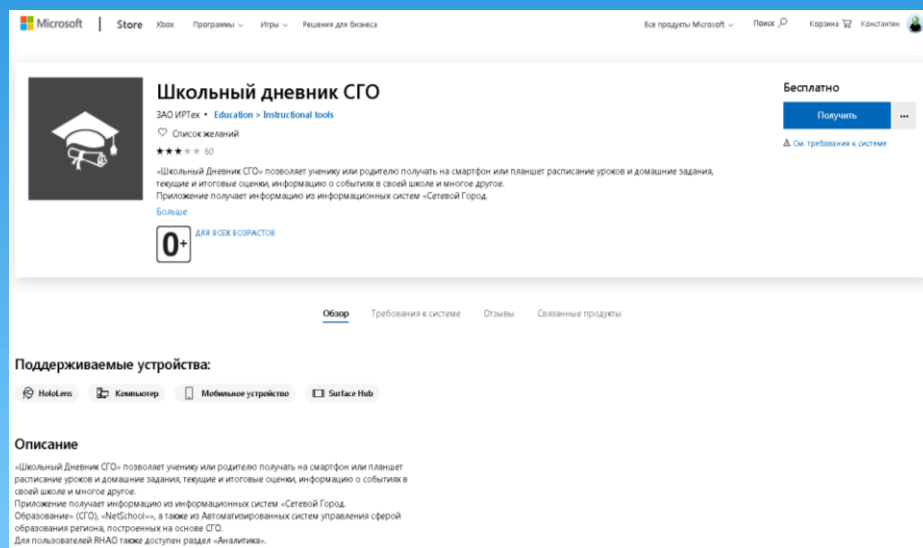 Microsoft | Store Xbox Программы Игры Решения для бизнеса Все продукты Microsoft Поиск Корзина Константин
Школьный дневник СГО
Бесплатно
ЗАО ИРТех • Education > Instructional tools
Получить ...
Список желаний
См. требования к системе
60
«Школьный Дневник СГО» позволяет ученику или родителю получать на смартфон или планшет расписание уроков и домашние задания,
текущие и итоговые оценки, информацию о событиях в своей школе и многое другое.
Приложение получает информацию из информационных систем «Сетевой Город.
Больше
0+ ДЛЯ ВСЕХ ВОЗРАСТОВ
Обзор Требования к системе Отзывы Связанные продукты
Поддерживаемые устройства:
HoloLens Компьютер Мобильное устройство Surface Hub
Описание
«Школьный Дневник СГО» позволяет ученику или родителю получать на смартфон или планшет
расписание уроков и домашние задания, текущие и итоговые оценки, информацию о событиях в
своей школе и многое другое.
Приложение получает информацию из информационных систем «Сетевой Город.
Образование» (СГО), «NetSchool»», а также из Автоматизированных систем управления сферой
образования региона, построенных на основе СГО.
Для пользователей ЯНАО также доступен раздел «Аналитика».